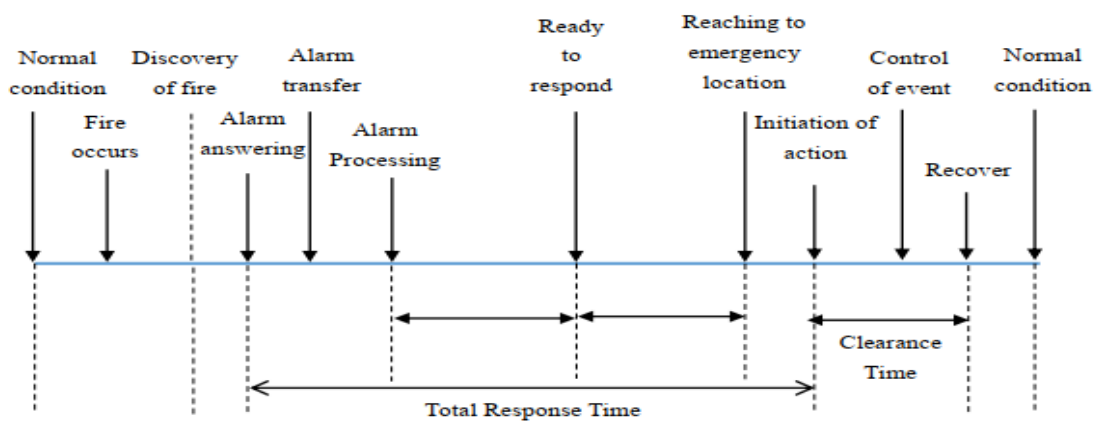 Normal
condition
Fire
occurs
Discovery
of fire
Alarm
answering
Alarm
transfer
Alarm
Processing
Ready
to
respond
Reaching to
emergency
location
Initiation of
action
Control
of event
Recover
Normal
condition
Clearance
Time
Total Response Time